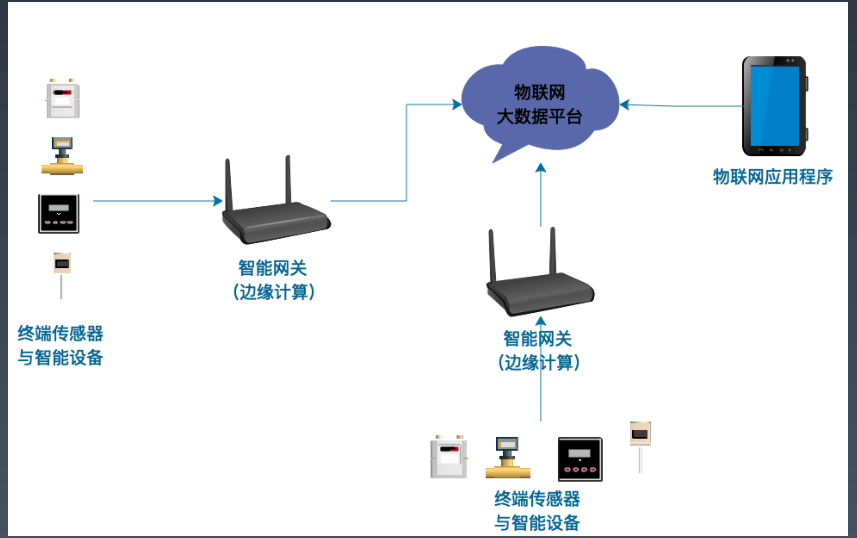 物联网
大数据平台
物联网应用程序
智能网关
（边缘计算）
终端传感器
与智能设备
智能网关
（边缘计算）
终端传感器
与智能设备